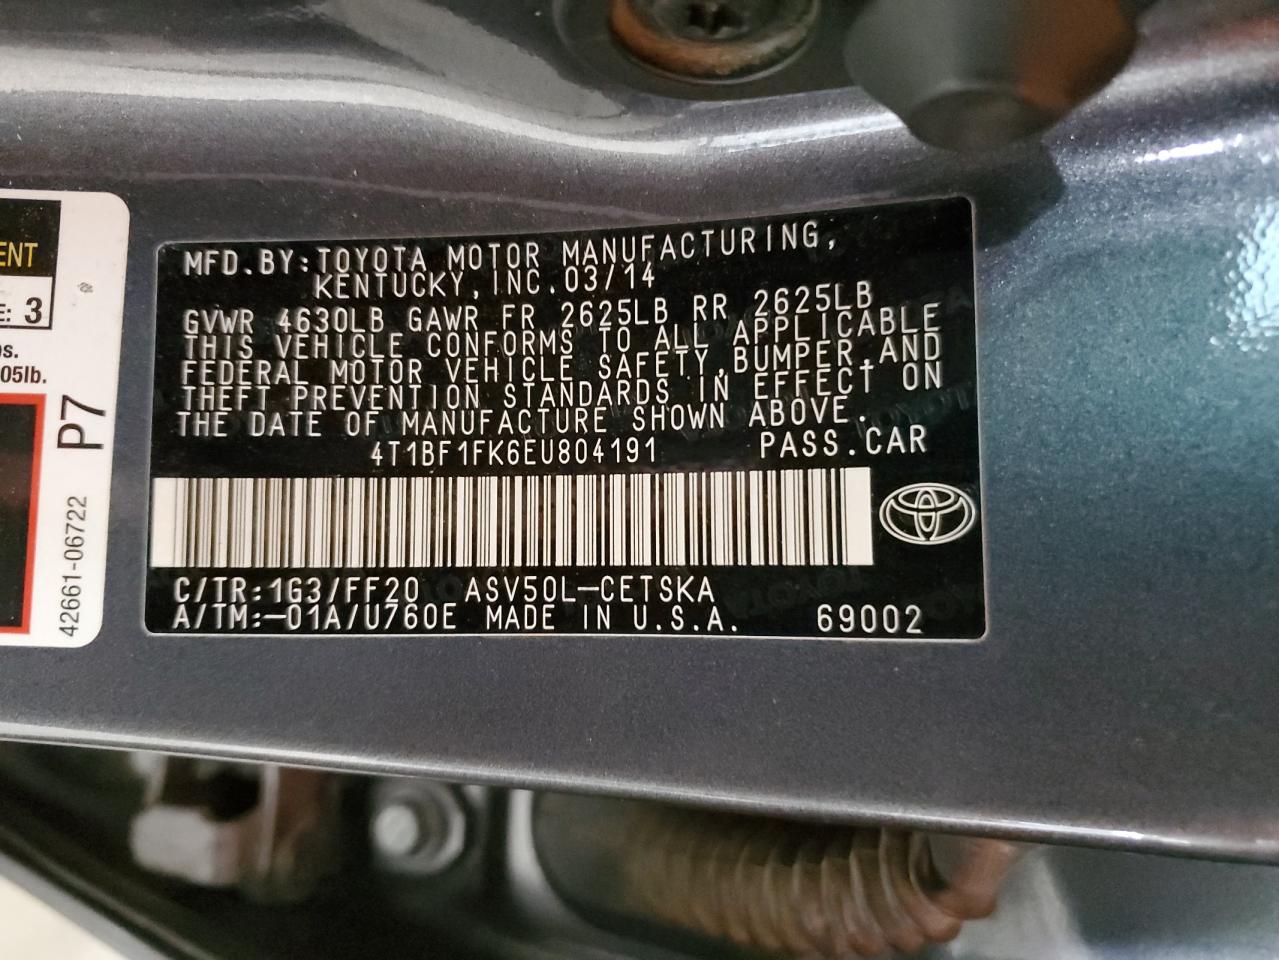 ENT
E: 3
os.
05lb.
P7
42661-06722
MFD.BY:TOYOTA MOTOR MANUFACTURING,
KENTUCKY, INC. 03/14
GVWR 4630LB GAWR FR 2625LB RR 2625LB
THIS VEHICLE CONFORMS TO ALL APPLICABLE
FEDERAL MOTOR VEHICLE SAFETY,BUMPER,AND
THEFT PREVENTION STANDARDS IN EFFECT ON
THE DATE OF MANUFACTURE SHOWN ABOVE.
4T1BF1FK6EU804191 PASS.CAR
C/TR:1G3/FF20 ASV50L-CETSKA
A/TM:-01A/U760E MADE IN U.S.A. 69002